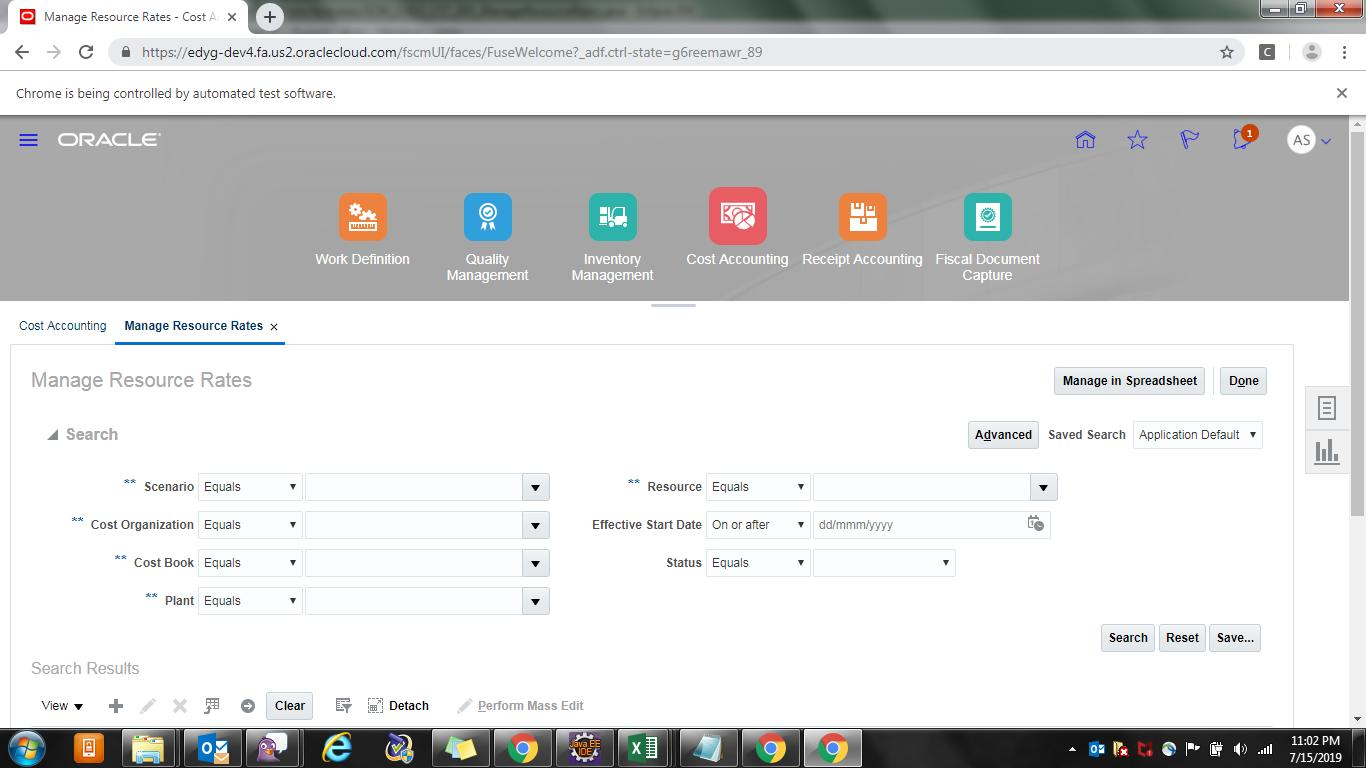 Manage Resource Rates - Cost A
https://edyg-dev4.fa.us2.oraclecloud.com/fscmUI/faces/FuseWelcome?_adf.ctrl-state=g6reemawr_89
C
Chrome is being controlled by automated test software.
ORACLE
1
AS
Work Definition
Quality Management
Inventory Management
Cost Accounting
Receipt Accounting
Fiscal Document Capture
Cost Accounting Manage Resource Rates
Manage Resource Rates
Manage in Spreadsheet Done
Search
Advanced Saved Search Application Default
** Scenario Equals
** Resource Equals
** Cost Organization Equals
Effective Start Date On or after dd/mmm/yyyy
** Cost Book Equals
Status Equals
** Plant Equals
Search Reset Save...
Search Results
View Clear Detach Perform Mass Edit
Java EE IDE
11:02 PM
7/15/2019